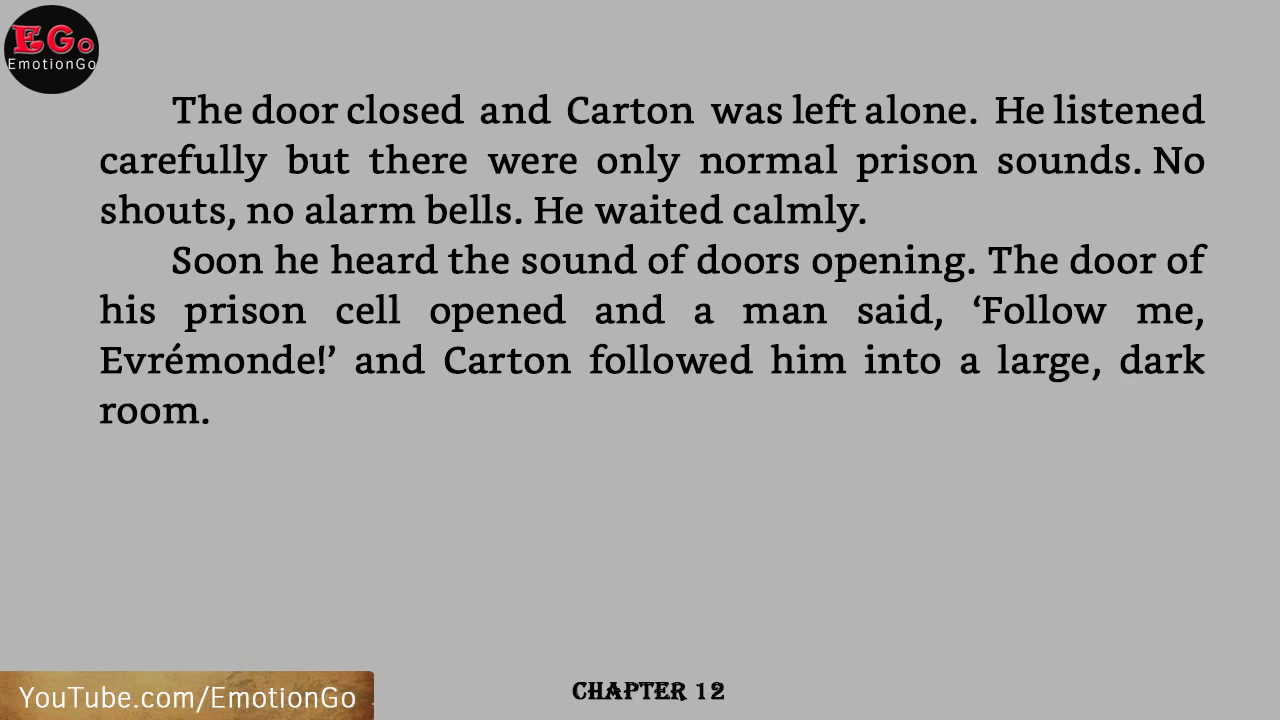 EGo
EmotionGo
The door closed and Carton was left alone. He listened
carefully but there were only normal prison sounds. No
shouts, no alarm bells. He waited calmly.
Soon he heard the sound of doors opening. The door of
his prison cell opened and a man said, ‘Follow me,
Evrémonde!’ and Carton followed him into a large, dark
room.
YouTube.com/EmotionGo
CHAPTER 12